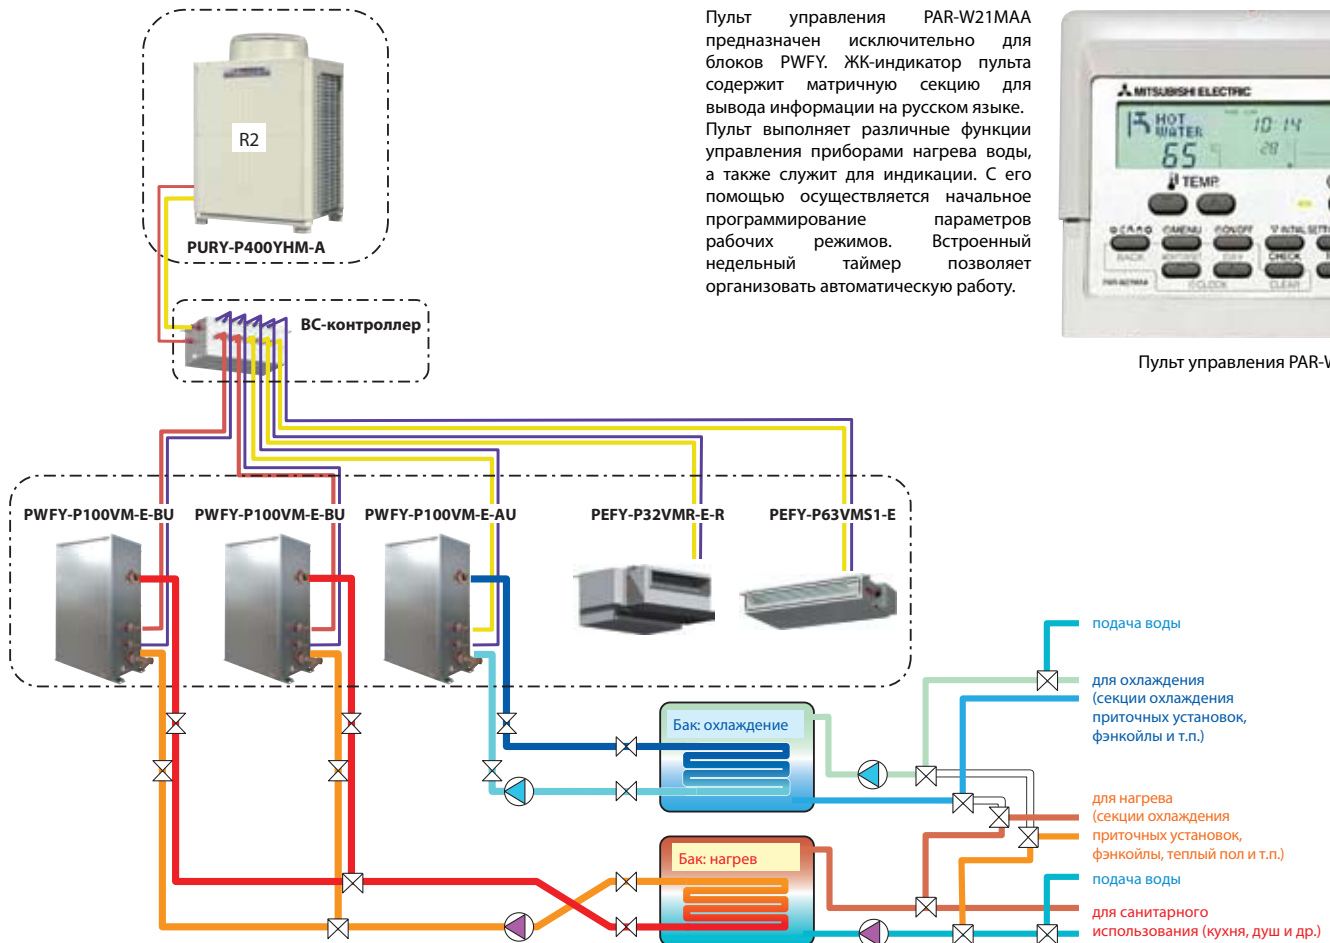 Пульт управления PAR-W21MAA
предназначен исключительно для
блоков PWFY. ЖК-индикатор пульта
содержит матричную секцию для
вывода информации на русском языке.
Пульт выполняет различные функции
управления приборами нагрева воды,
а также служит для индикации. С его
помощью осуществляется начальное
программирование параметров
рабочих режимов. Встроенный
недельный таймер позволяет
организовать автоматическую работу.
MITSUBISHI ELECTRIC
HOT
WATER
10:14
65
28
TEMP.
MENU
ON/OFF
BACK
DAY
CHECK
CLOCK
CLEAR
Пульт управления PAR-W
R2
PURY-P400YHM-A
BC-контроллер
PWFY-P100VM-E-BU
PWFY-P100VM-E-BU
PWFY-P100VM-E-AU
PEFY-P32VMR-E-R
PEFY-P63VMS1-E
подача воды
для охлаждения
(секции охлаждения
приточных установок,
фэнкойлы и т.п.)
Бак: охлаждение
для нагрева
(секции охлаждения
приточных установок,
фэнкойлы, теплый пол и т.п.)
Бак: нагрев
подача воды
для санитарного
использования (кухня, душ и др.)